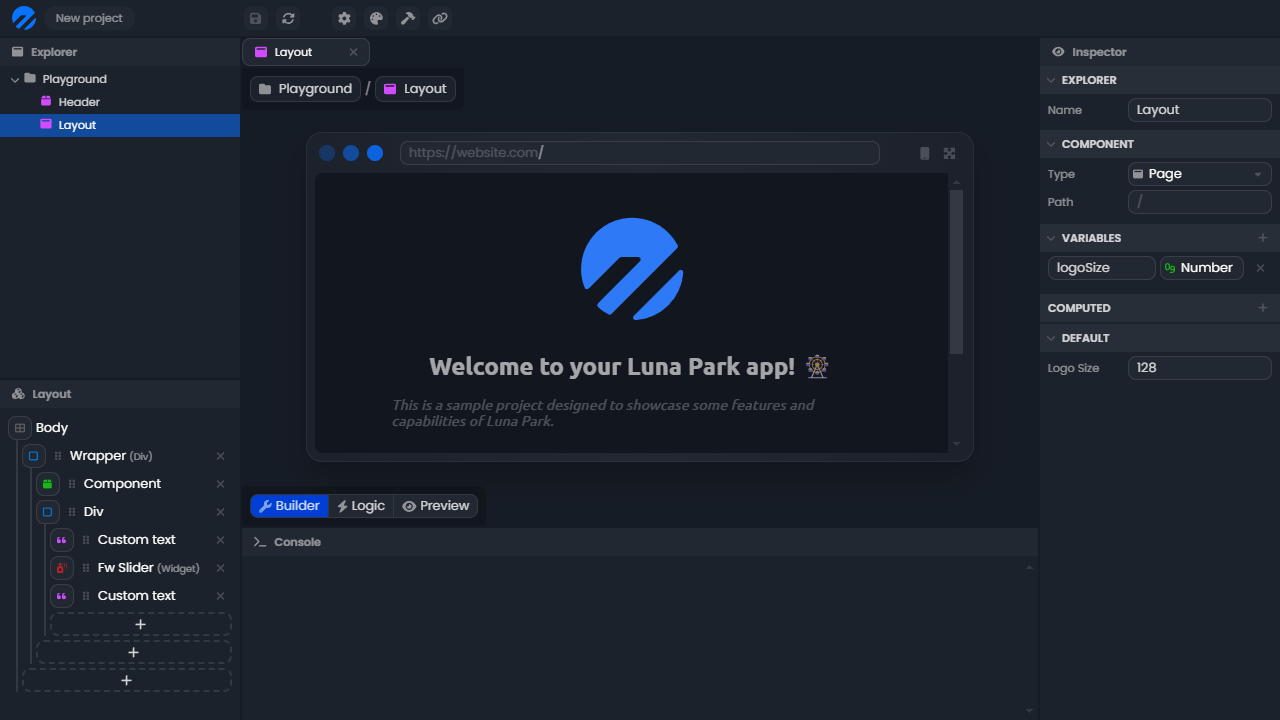 New project
Explorer
Playground
Header
Layout
Layout
Body
Wrapper (Div)
Component
Div
Custom text
Fw Slider (Widget)
Custom text
+
+
+
Layout
Playground / Layout
https://website.com/
Welcome to your Luna Park app! 🎡
This is a sample project designed to showcase some features and
capabilities of Luna Park.
Builder Logic Preview
Console
Inspector
EXPLORER
Name Layout
COMPONENT
Type Page
Path /
VARIABLES +
logoSize Number
COMPUTED +
DEFAULT
Logo Size 128